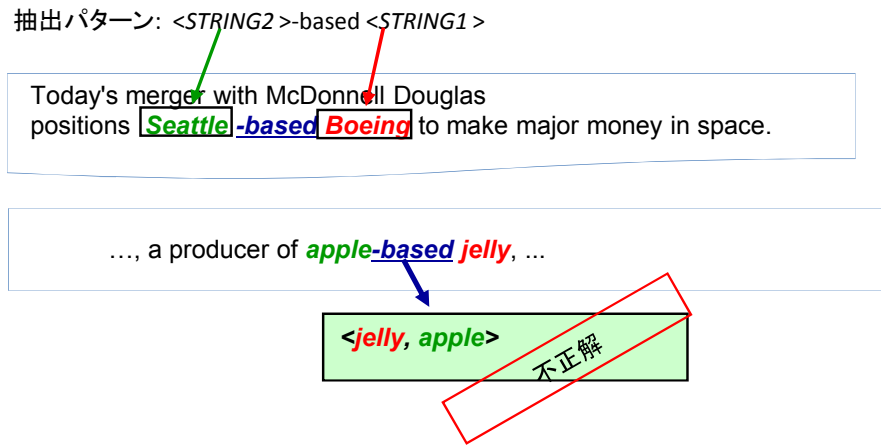 抽出パターン: <STRING2 >-based <STRING1 >
Today's merger with McDonnell Douglas
positions Seattle -based Boeing to make major money in space.
…, a producer of apple-based jelly, ...
<jelly, apple>
不正解